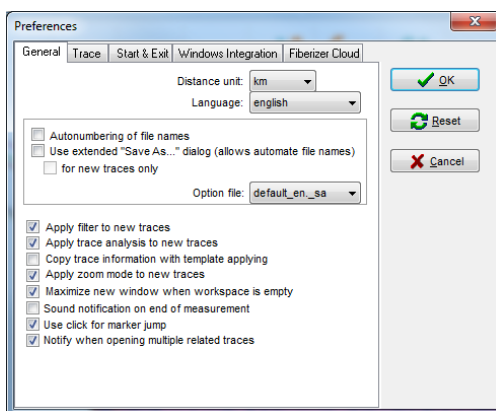 Preferences
General Trace Start & Exit Windows Integration Fiberizer Cloud
Distance unit: km
Language: english
Autonumbering of file names
Use extended "Save As..." dialog (allows automate file names)
for new traces only
Option file: default_en._sa
Apply filter to new traces
Apply trace analysis to new traces
Copy trace information with template applying
Apply zoom mode to new traces
Maximize new window when workspace is empty
Sound notification on end of measurement
Use click for marker jump
Notify when opening multiple related traces
OK
Reset
Cancel